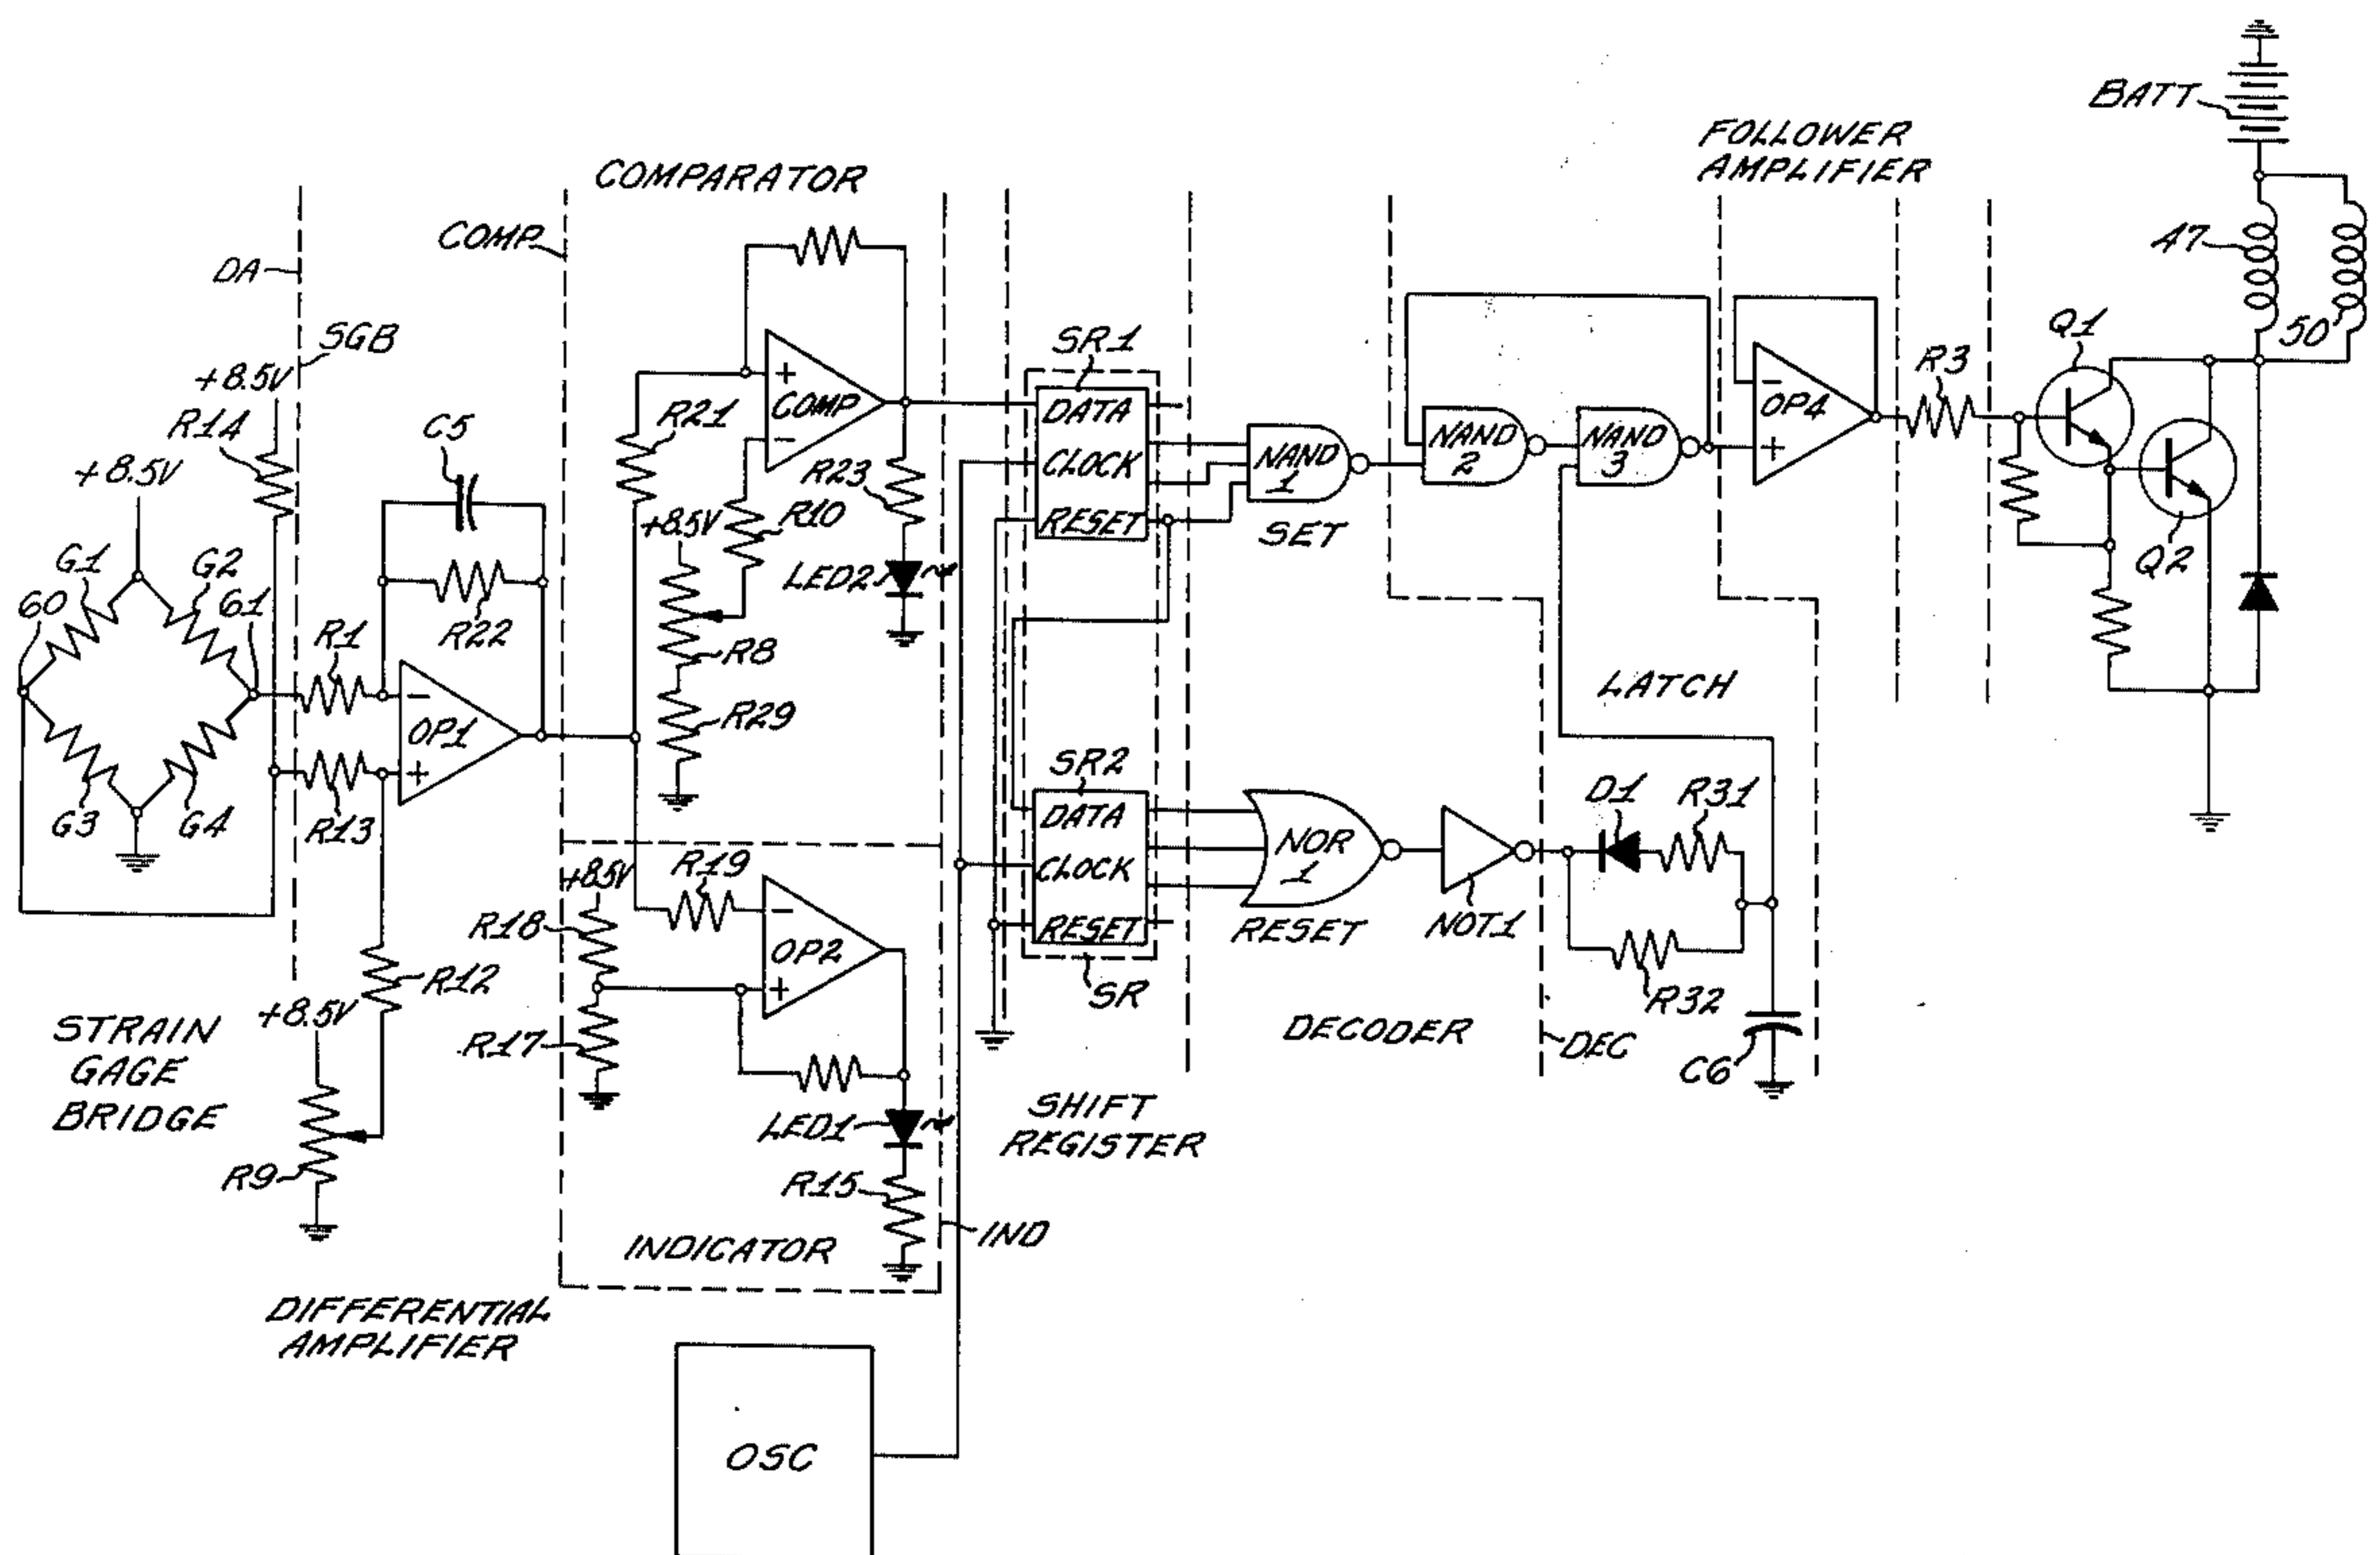 BATT
FOLLOWER
AMPLIFIER
COMPARATOR
COMP
DA
SGB
47
50
SR1
Q1
R3
+8.5V
R14
C5
R21
+
COMP
-
DATA
CLOCK
RESET
NAND
1
SET
NAND
2
NAND
3
-
OP4
+
+8.5V
R23
+8.5V
R10
LED2
Q2
G1
G2
60
61
R22
R1
R8
R29
LATCH
-
OP1
+
R13
G3
G4
SR2
DATA
CLOCK
RESET
NOR
1
RESET
NOT1
D1
R31
R19
+8.5V
R18
-
OP2
+
R12
SR
R32
+8.5V
R17
DECODER
DEC
C6
STRAIN
GAGE
BRIDGE
SHIFT
REGISTER
LED1
R9
R15
IND
INDICATOR
DIFFERENTIAL
AMPLIFIER
OSC